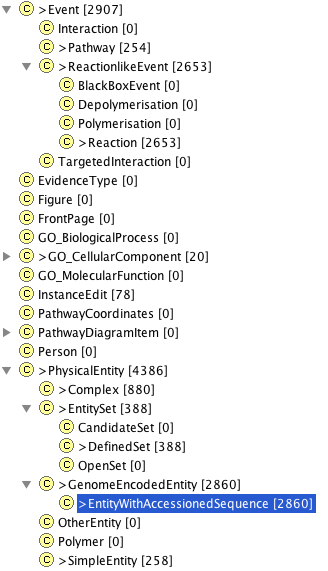 >Event [2907]
Interaction [0]
>Pathway [254]
>ReactionlikeEvent [2653]
BlackBoxEvent [0]
Depolymerisation [0]
Polymerisation [0]
>Reaction [2653]
TargetedInteraction [0]
EvidenceType [0]
Figure [0]
FrontPage [0]
GO_BiologicalProcess [0]
>GO_CellularComponent [20]
GO_MolecularFunction [0]
InstanceEdit [78]
PathwayCoordinates [0]
PathwayDiagramItem [0]
Person [0]
>PhysicalEntity [4386]
>Complex [880]
>EntitySet [388]
CandidateSet [0]
>DefinedSet [388]
OpenSet [0]
>GenomeEncodedEntity [2860]
>EntityWithAccessionedSequence [2860]
OtherEntity [0]
Polymer [0]
>SimpleEntity [258]